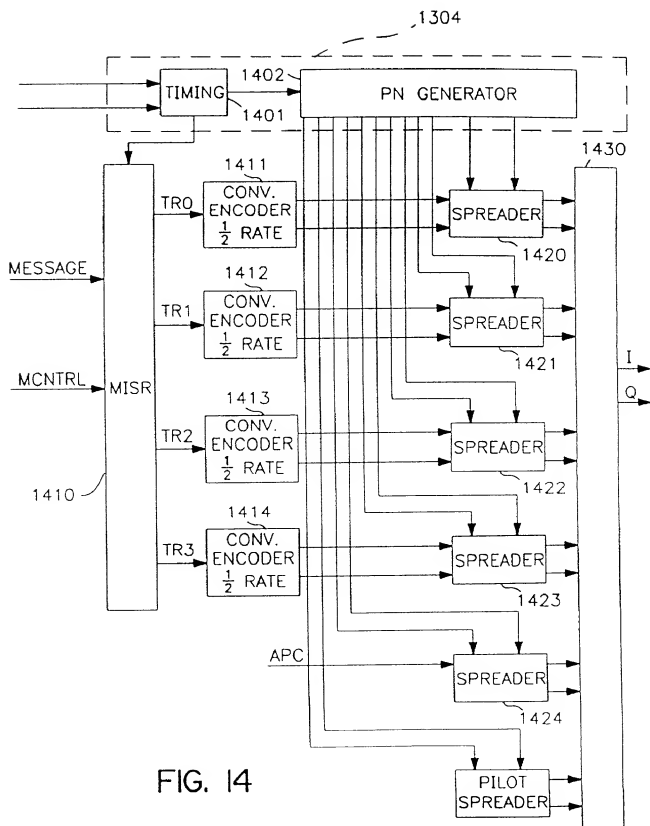 1304
1402
TIMING
1401
PN GENERATOR
1430
1411
TR0
CONV.
ENCODER
1/2 RATE
SPREADER
1420
MESSAGE
1412
TR1
CONV.
ENCODER
1/2 RATE
SPREADER
1421
I
MCNTRL
MISR
Q
1413
TR2
CONV.
ENCODER
1/2 RATE
SPREADER
1422
1410
1414
TR3
CONV.
ENCODER
1/2 RATE
SPREADER
1423
APC
SPREADER
1424
PILOT
SPREADER
FIG. 14